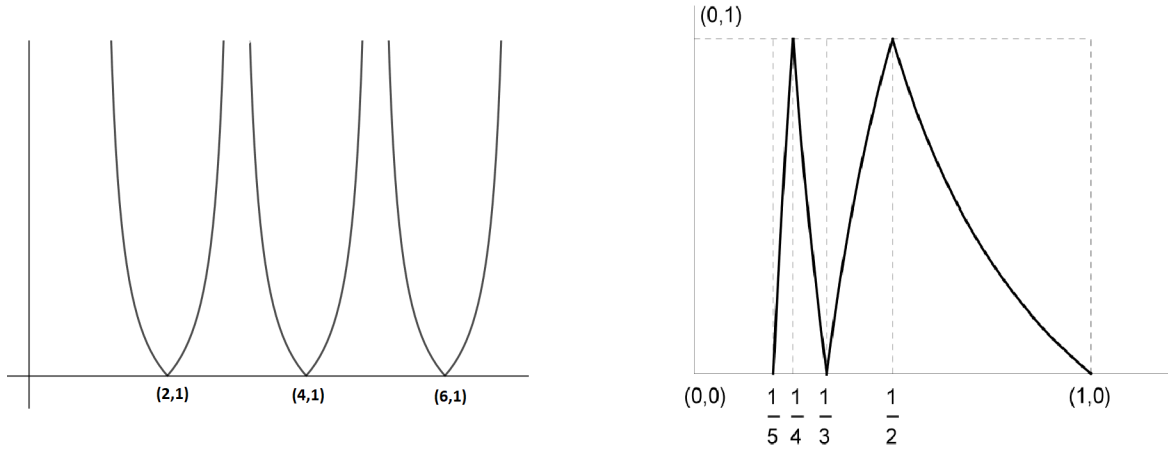 (2,1) (4,1) (6,1)
(0,1)
(0,0) (1,0)
1 1 1 1
5 4 3 2